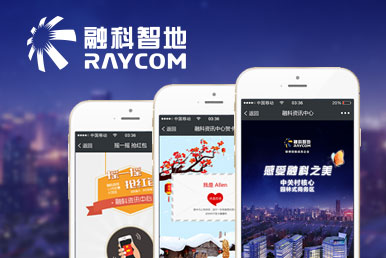 融科智地
RAYCOM
中国移动
03:36
返回
摇一摇 抢红包
摇一摇
抢红包
融科资讯中心
中国移动
03:36
返回
融科资讯中心贺卡
我是 Allen
中国移动
03:36
20%
返回
融科资讯中心
融科智地
RAYCOM
感受融科之美
中关村核心
园林式商务区